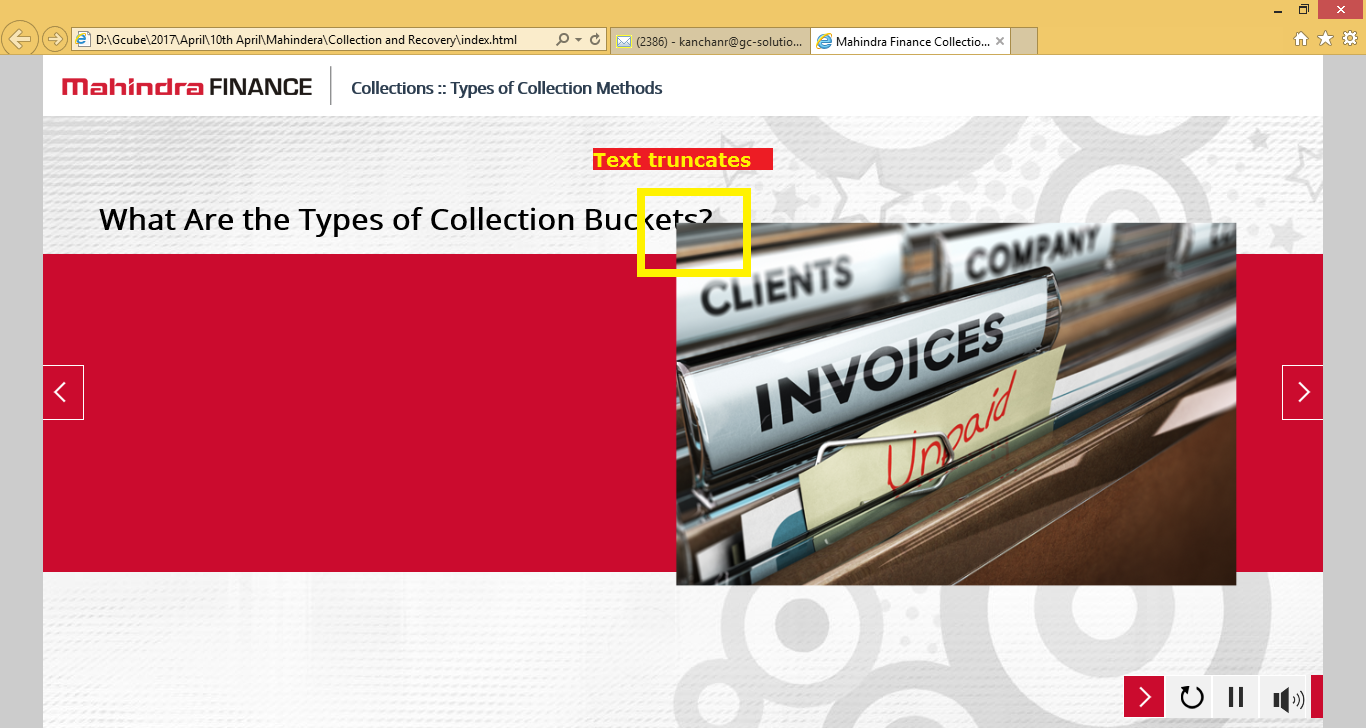 D:\Gcube\2017\April\10th April\Mahindera\Collection and Recovery\index.html
(2386) - kanchanr@gc-solutio...
Mahindra Finance Collectio...
Mahindra FINANCE
Collections :: Types of Collection Methods
Text truncates
What Are the Types of Collection Buckets?
CLIENTS
COMPANY
INVOICES
Unpaid